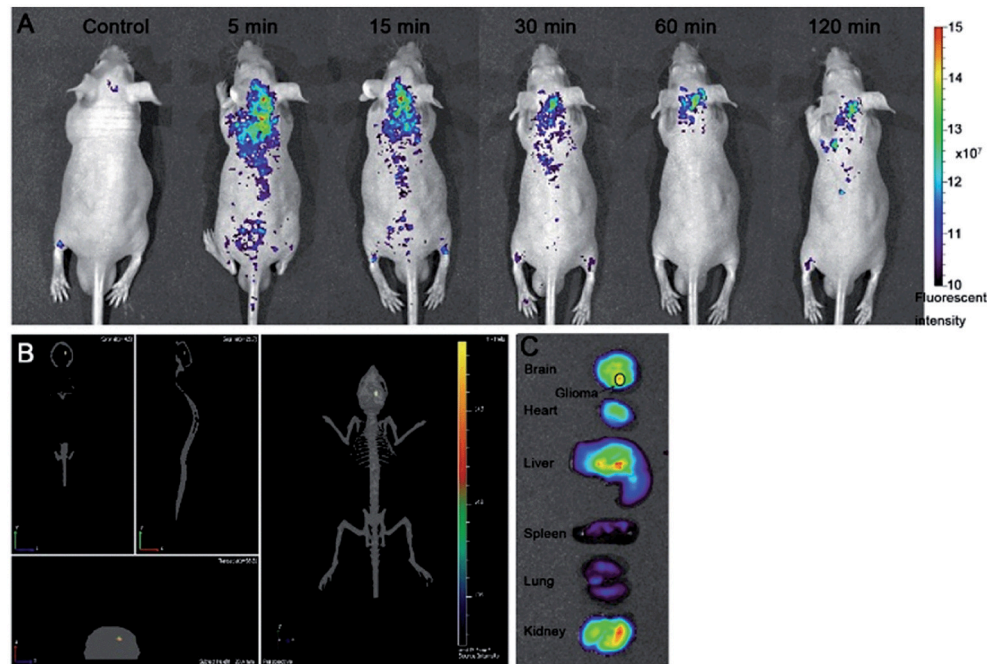 A
Control
5 min
15 min
30 min
60 min
120 min
15
14
13
x10⁷
12
11
10
Fluorescent
intensity
B
Perspective
C
Brain
Glioma
Heart
Liver
Spleen
Lung
Kidney